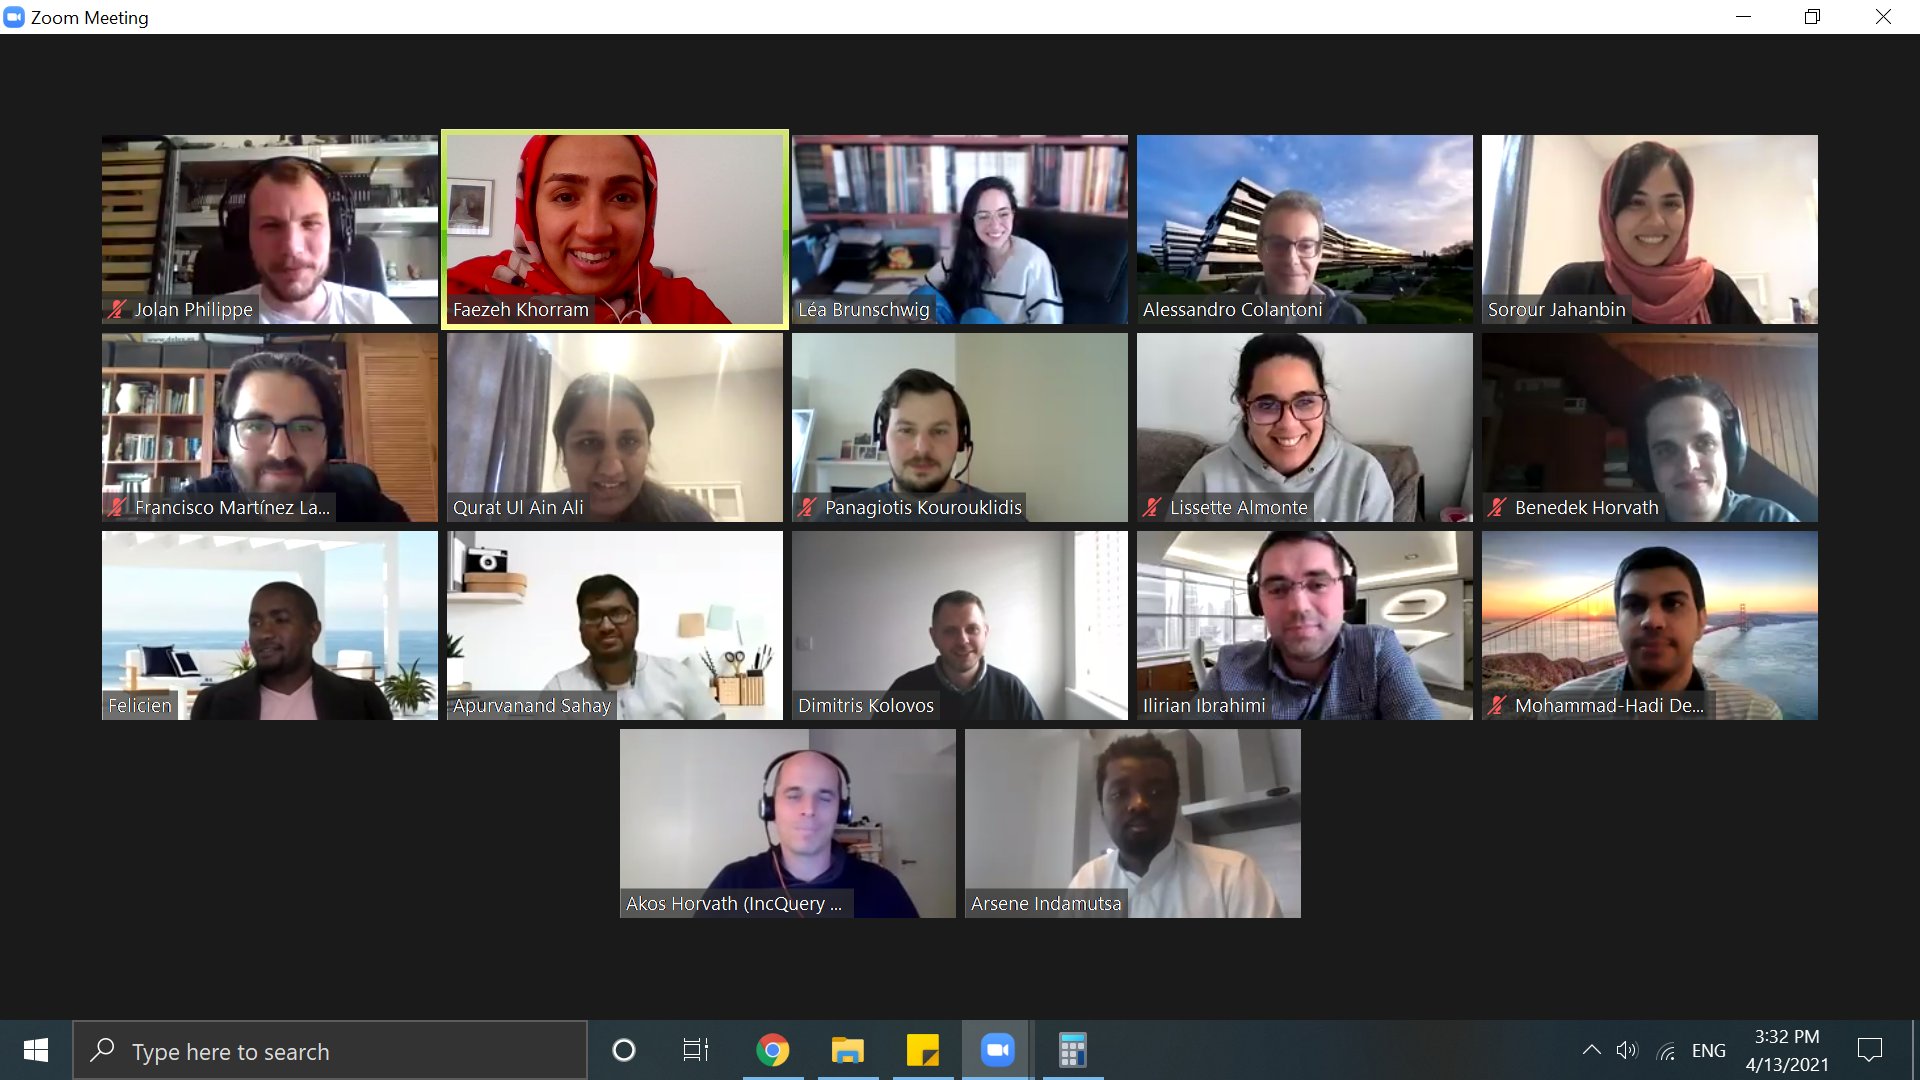 Zoom Meeting
Jolan Philippe
Faezeh Khorram
Léa Brunschwig
Alessandro Colantoni
Sorour Jahanbin
Francisco Martínez La...
Qurat Ul Ain Ali
Panagiotis Kourouklidis
Lissette Almonte
Benedek Horvath
Felicien
Apurvanand Sahay
Dimitris Kolovos
Ilirian Ibrahimi
Mohammad-Hadi De...
Akos Horvath (IncQuery ...
Arsene Indamutsa
Type here to search
ENG
3:32 PM
4/13/2021